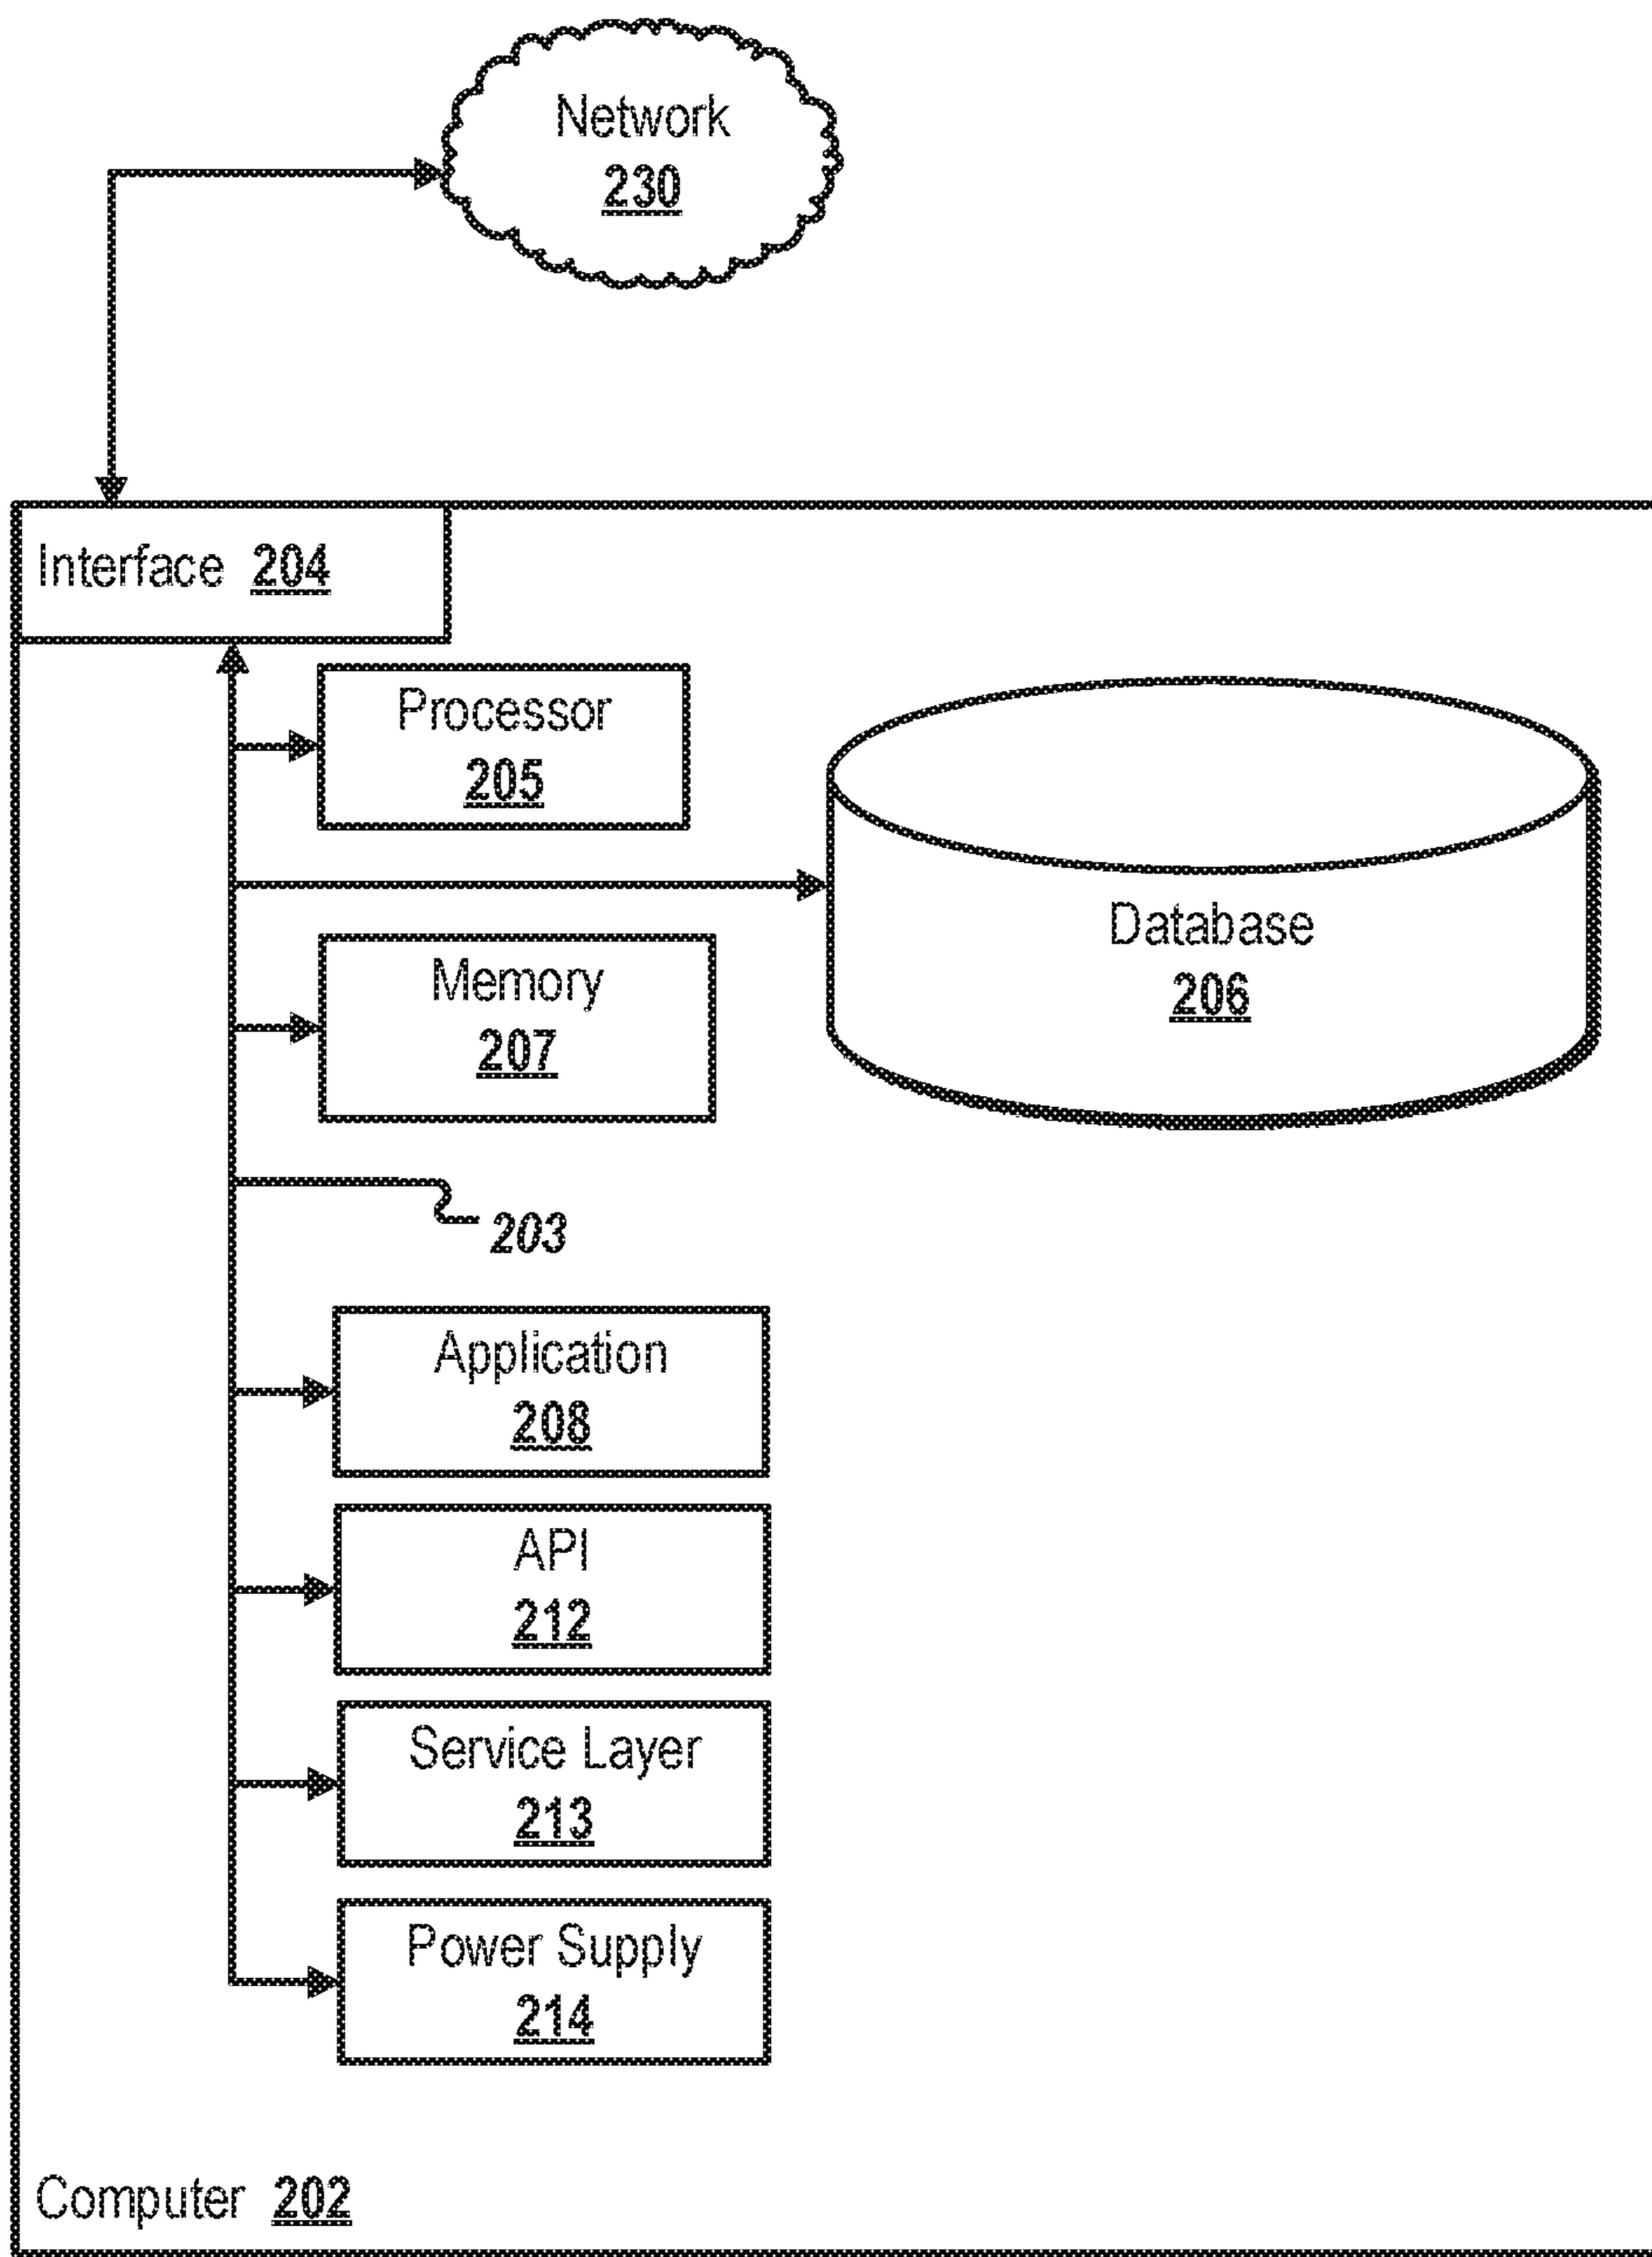 Network
230
Interface 204
Processor
205
Database
206
Memory
207
203
Application
208
API
212
Service Layer
213
Power Supply
214
Computer 202